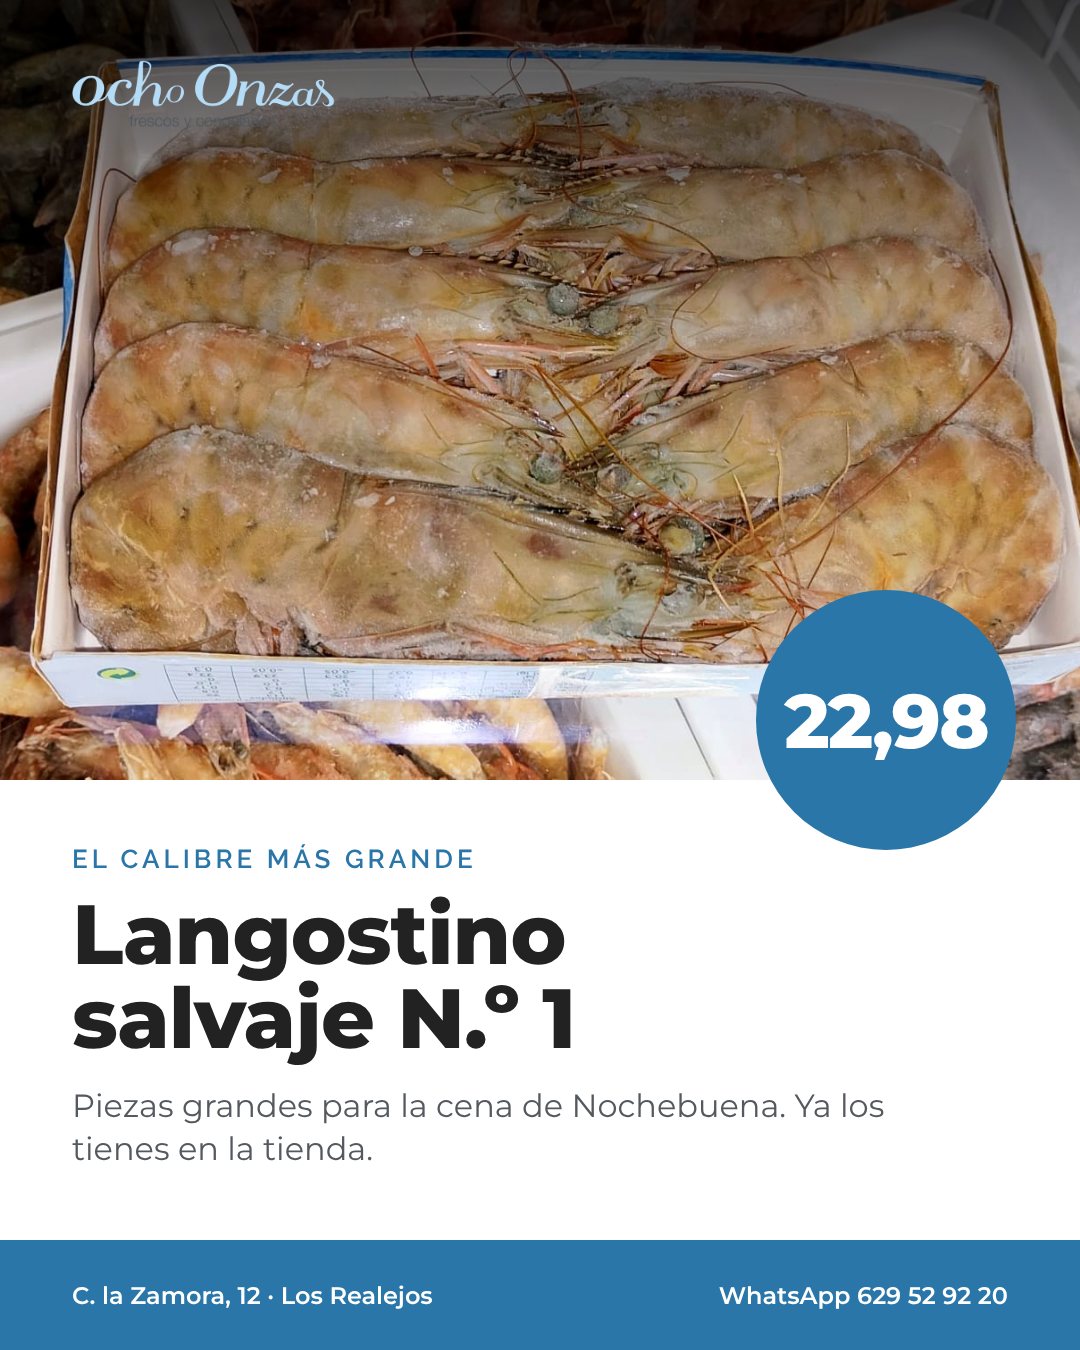 ocho Onzas
frescos y
22,98
EL CALIBRE MÁS GRANDE
Langostino
salvaje N.º 1
Piezas grandes para la cena de Nochebuena. Ya los
tienes en la tienda.
C. la Zamora, 12 · Los Realejos
WhatsApp 629 52 92 20